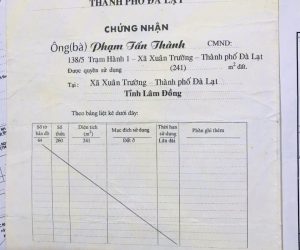 THÀNH PHỐ ĐÀ LẠT
CHỨNG NHẬN
Ông(bà) Phạm Tấn Thành CMND:
138/5 Trạm Hành 1 - Xã Xuân Trường - Thành phố Đà Lạt
Được quyền sử dụng (241) m² đất.
Tại: Xã Xuân Trường - Thành phố Đà Lạt
Tỉnh Lâm Đồng
Theo bảng liệt kê dưới đây:
Số tờ bản đồ Số thửa Diện tích (m²) Mục đích sử dụng Thời hạn sử dụng Phần ghi thêm
61 280 241 Đất ở Lâu dài